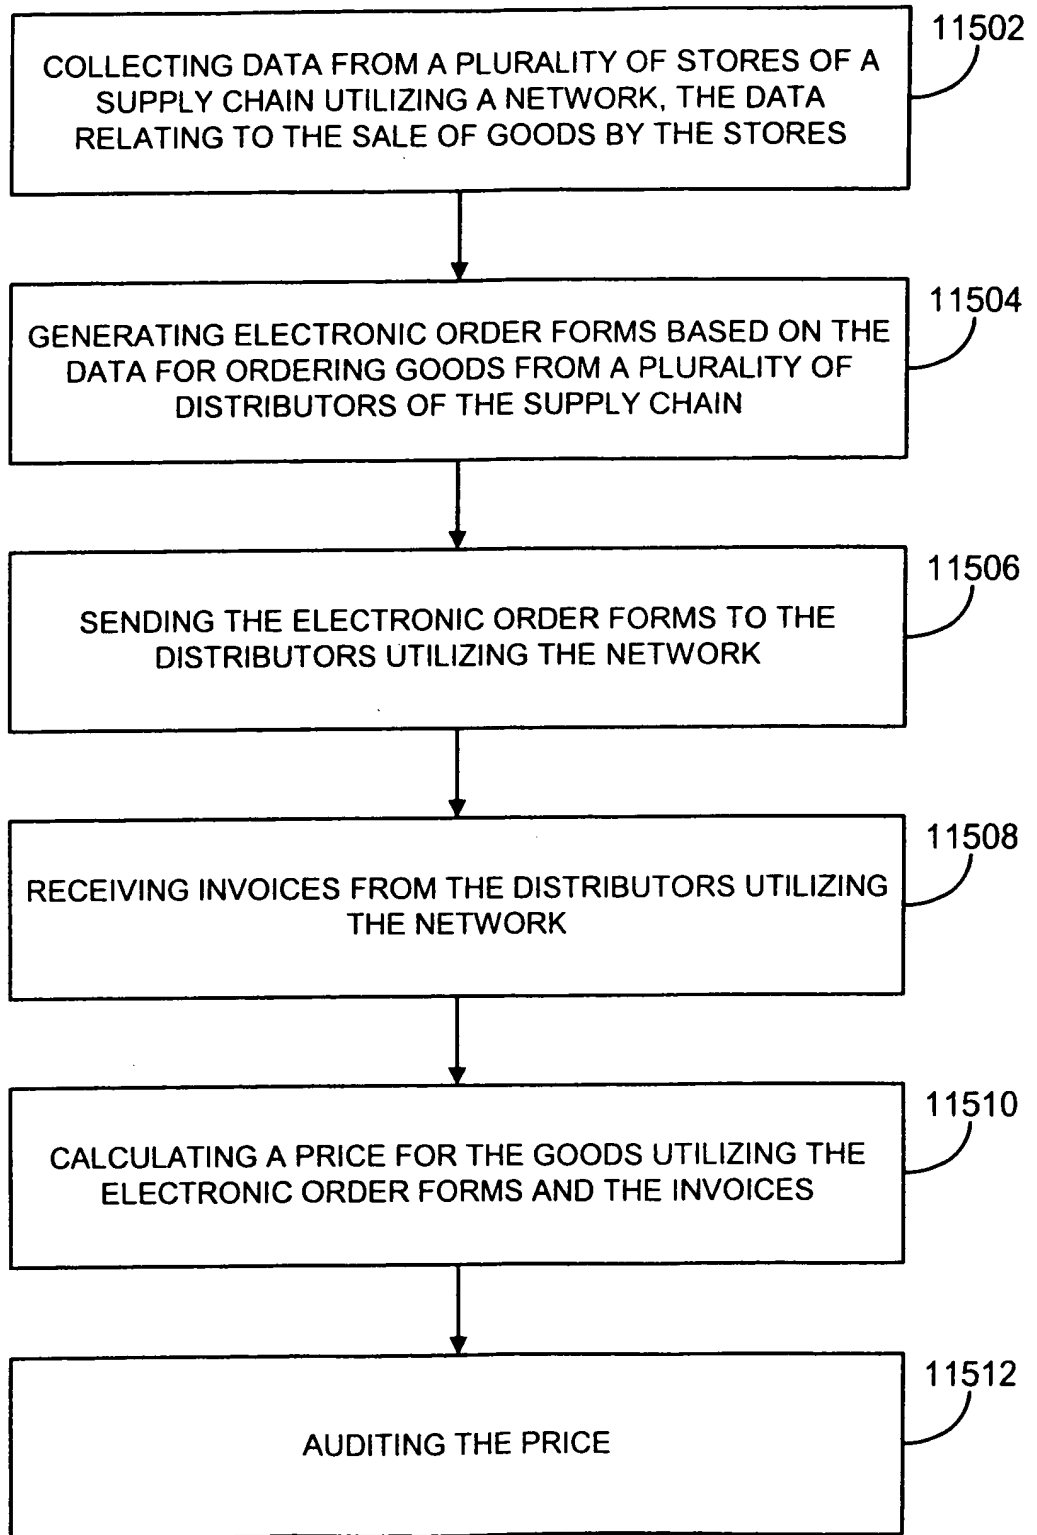 11502
COLLECTING DATA FROM A PLURALITY OF STORES OF A
SUPPLY CHAIN UTILIZING A NETWORK, THE DATA
RELATING TO THE SALE OF GOODS BY THE STORES
11504
GENERATING ELECTRONIC ORDER FORMS BASED ON THE
DATA FOR ORDERING GOODS FROM A PLURALITY OF
DISTRIBUTORS OF THE SUPPLY CHAIN
11506
SENDING THE ELECTRONIC ORDER FORMS TO THE
DISTRIBUTORS UTILIZING THE NETWORK
11508
RECEIVING INVOICES FROM THE DISTRIBUTORS UTILIZING
THE NETWORK
11510
CALCULATING A PRICE FOR THE GOODS UTILIZING THE
ELECTRONIC ORDER FORMS AND THE INVOICES
11512
AUDITING THE PRICE